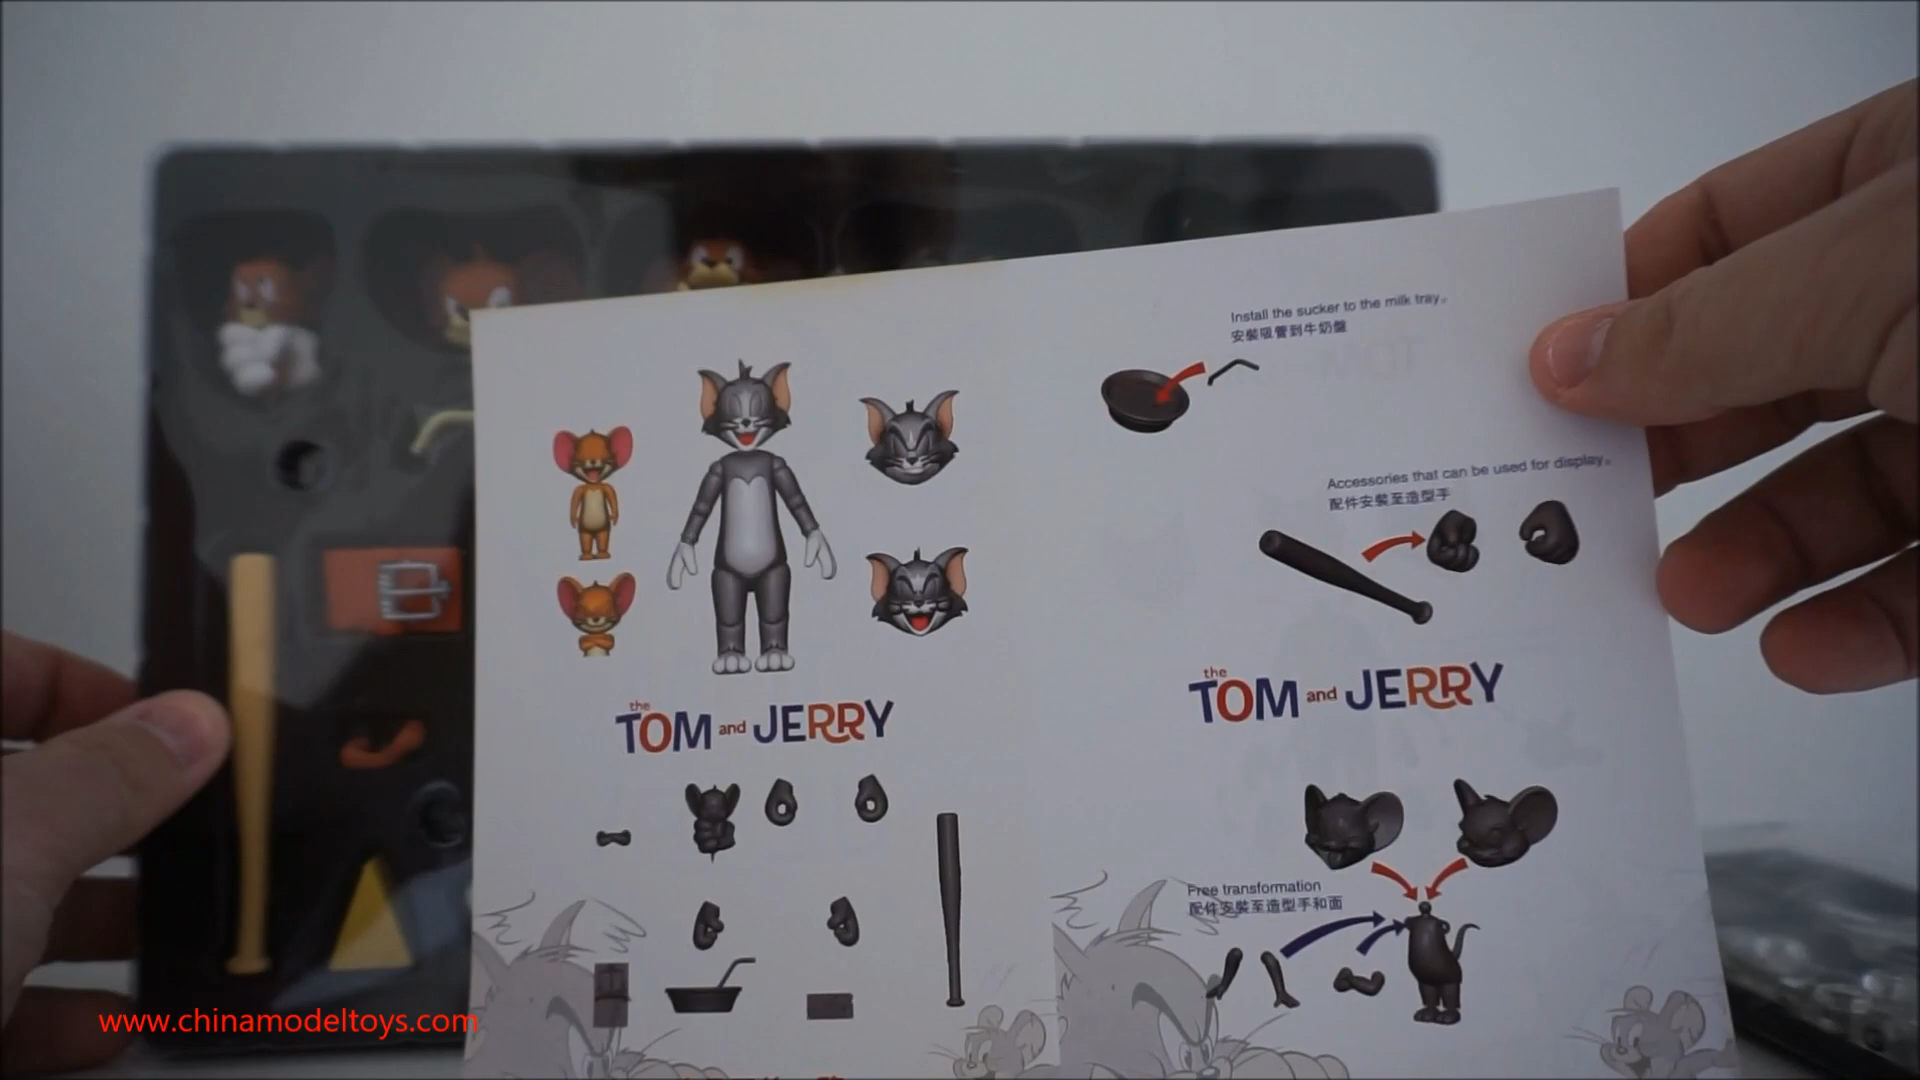 Install the sucker to the milk tray。
安裝吸管到牛奶盤
Accessories that can be used for display。
配件安裝至造型手
the
TOM and JERRY
the
TOM and JERRY
Free transformation
配件安裝至造型手和面
www.chinamodeltoys.com